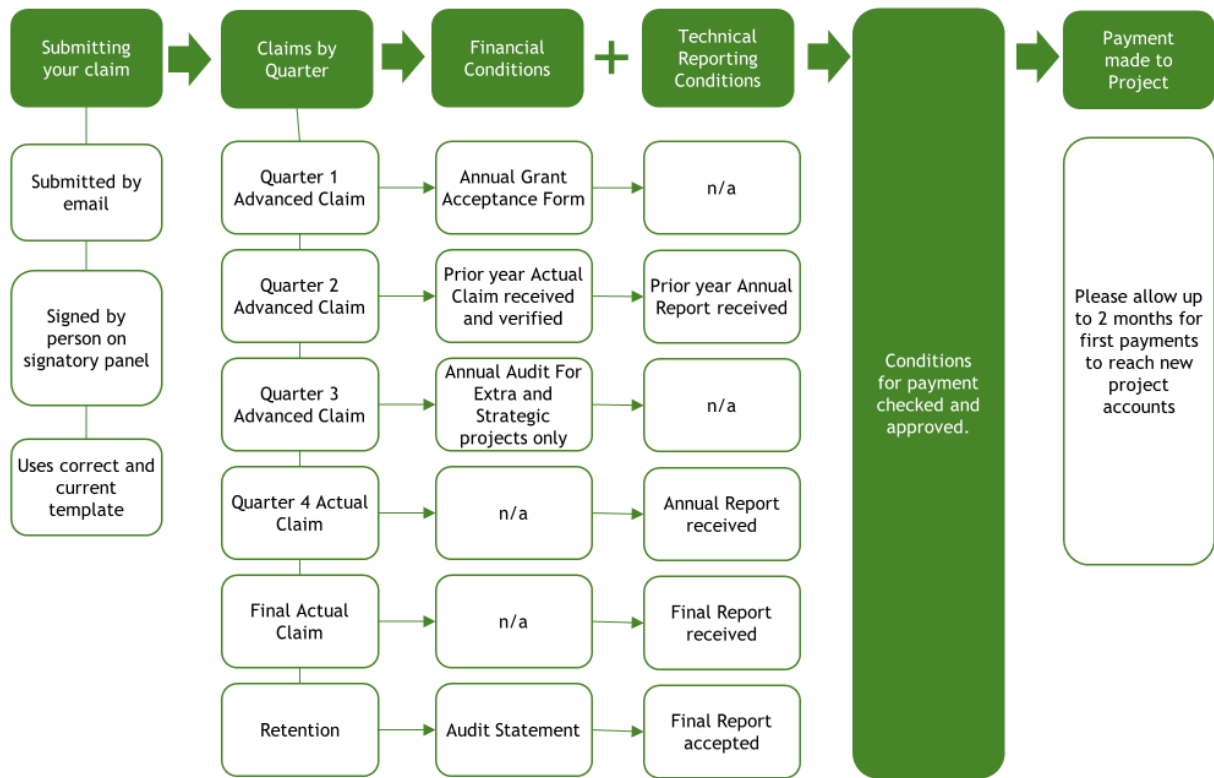 Submitting
your claim
Claims by
Quarter
Financial
Conditions
+
Technical
Reporting
Conditions
Payment
made to
Project
Submitted by
email
Signed by
person on
signatory panel
Uses correct and
current
template
Quarter 1
Advanced Claim
Annual Grant
Acceptance Form
n/a
Quarter 2
Advanced Claim
Prior year Actual
Claim received
and verified
Prior year Annual
Report received
Quarter 3
Advanced Claim
Annual Audit For
Extra and
Strategic
projects only
n/a
Quarter 4 Actual
Claim
n/a
Annual Report
received
Final Actual
Claim
n/a
Final Report
received
Retention
Audit Statement
Final Report
accepted
Conditions
for payment
checked and
approved.
Please allow up
to 2 months for
first payments
to reach new
project
accounts